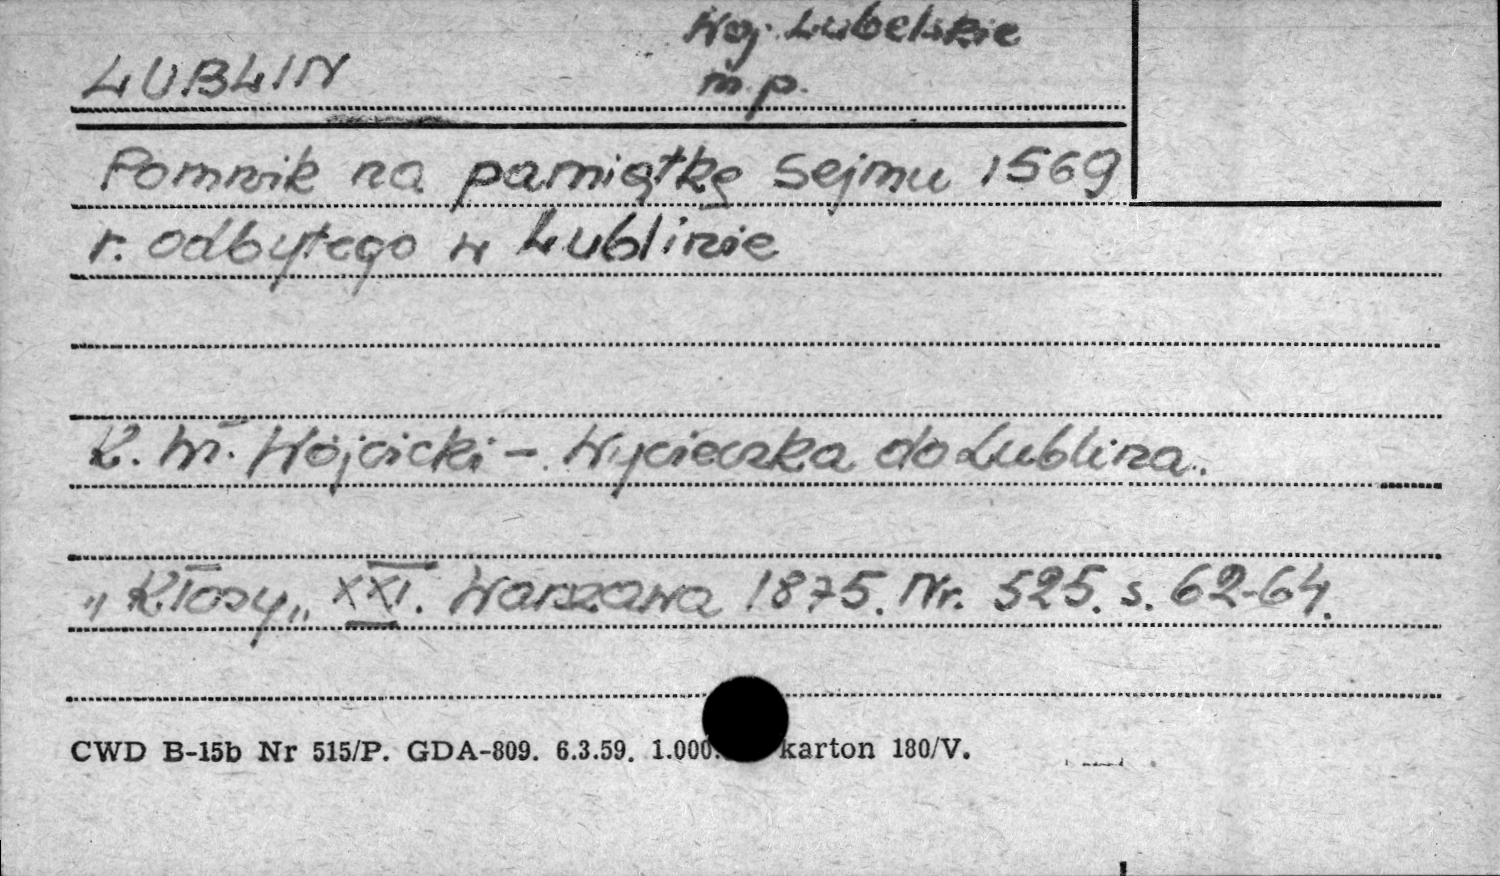 LUBLIN
Woj. Lubelskie
m. p.
Pomnik na pamiątkę Sejmu 1569
r. odbytego w Lublinie
K. Wł. Wójcicki – Wycieczka do Lublina.
„Kłosy„ XXI. Warszawa 1875. Nr. 525. s. 62-64.
CWD B-15b Nr 515/P. GDA-809. 6.3.59. 1.000. karton 180/V.